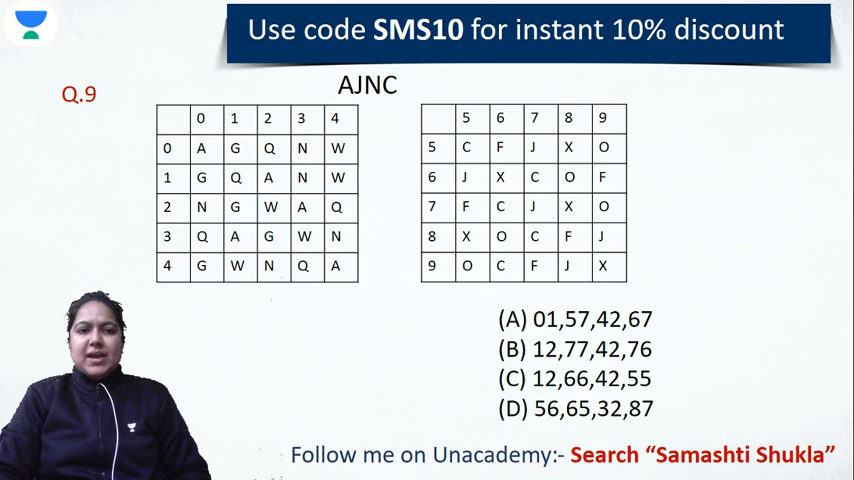 Use code SMS10 for instant 10% discount
Q.9
AJNC
0 1 2 3 4
0 A G Q N W
1 G Q A N W
2 N G W A Q
3 Q A G W N
4 G W N Q A
5 6 7 8 9
5 C F J X O
6 J X C O F
7 F C J X O
8 X O C F J
9 O C F J X
(A) 01,57,42,67
(B) 12,77,42,76
(C) 12,66,42,55
(D) 56,65,32,87
Follow me on Unacademy:- Search “Samashti Shukla”